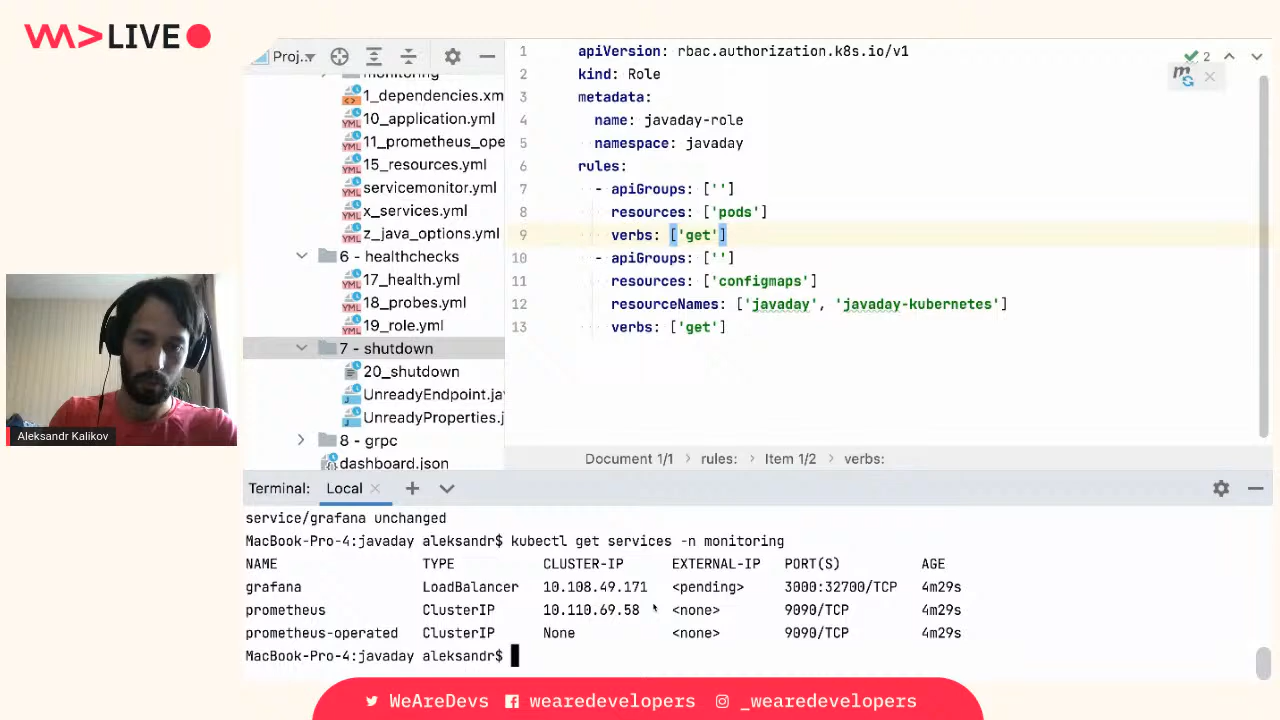 WA>LIVE
Proj..
monitoring
1_dependencies.xm
10_application.yml
11_prometheus_ope
15_resources.yml
servicemonitor.yml
x_services.yml
z_java_options.yml
6 - healthchecks
17_health.yml
18_probes.yml
19_role.yml
7 - shutdown
20_shutdown
UnreadyEndpoint.ja
UnreadyProperties.j
8 - grpc
dashboard.json
1 apiVersion: rbac.authorization.k8s.io/v1
2 kind: Role
3 metadata:
4 name: javaday-role
5 namespace: javaday
6 rules:
7 - apiGroups: ['']
8 resources: ['pods']
9 verbs: ['get']
10 - apiGroups: ['']
11 resources: ['configmaps']
12 resourceNames: ['javaday', 'javaday-kubernetes']
13 verbs: ['get']
2
m
Document 1/1 › rules: › Item 1/2 › verbs:
Aleksandr Kalikov
Terminal: Local
service/grafana unchanged
MacBook-Pro-4:javaday aleksandr$ kubectl get services -n monitoring
NAME TYPE CLUSTER-IP EXTERNAL-IP PORT(S) AGE
grafana LoadBalancer 10.108.49.171 <pending> 3000:32700/TCP 4m29s
prometheus ClusterIP 10.110.69.58 <none> 9090/TCP 4m29s
prometheus-operated ClusterIP None <none> 9090/TCP 4m29s
MacBook-Pro-4:javaday aleksandr$
WeAreDevs wearedevelopers _wearedevelopers